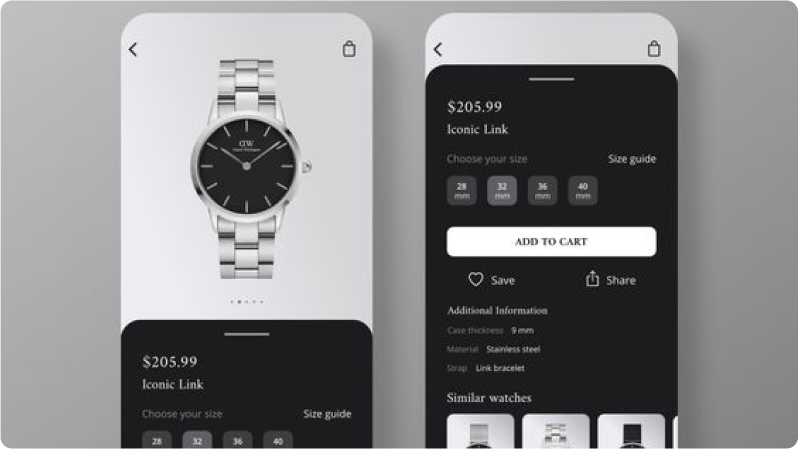 DW
Daniel Wellington
$205.99
Iconic Link
Choose your size Size guide
28 32 36 40
$205.99
Iconic Link
Choose your size Size guide
28 32 36 40
mm mm mm mm
ADD TO CART
Save Share
Additional Information
Case thickness 9 mm
Material Stainless steel
Strap Link bracelet
Similar watches